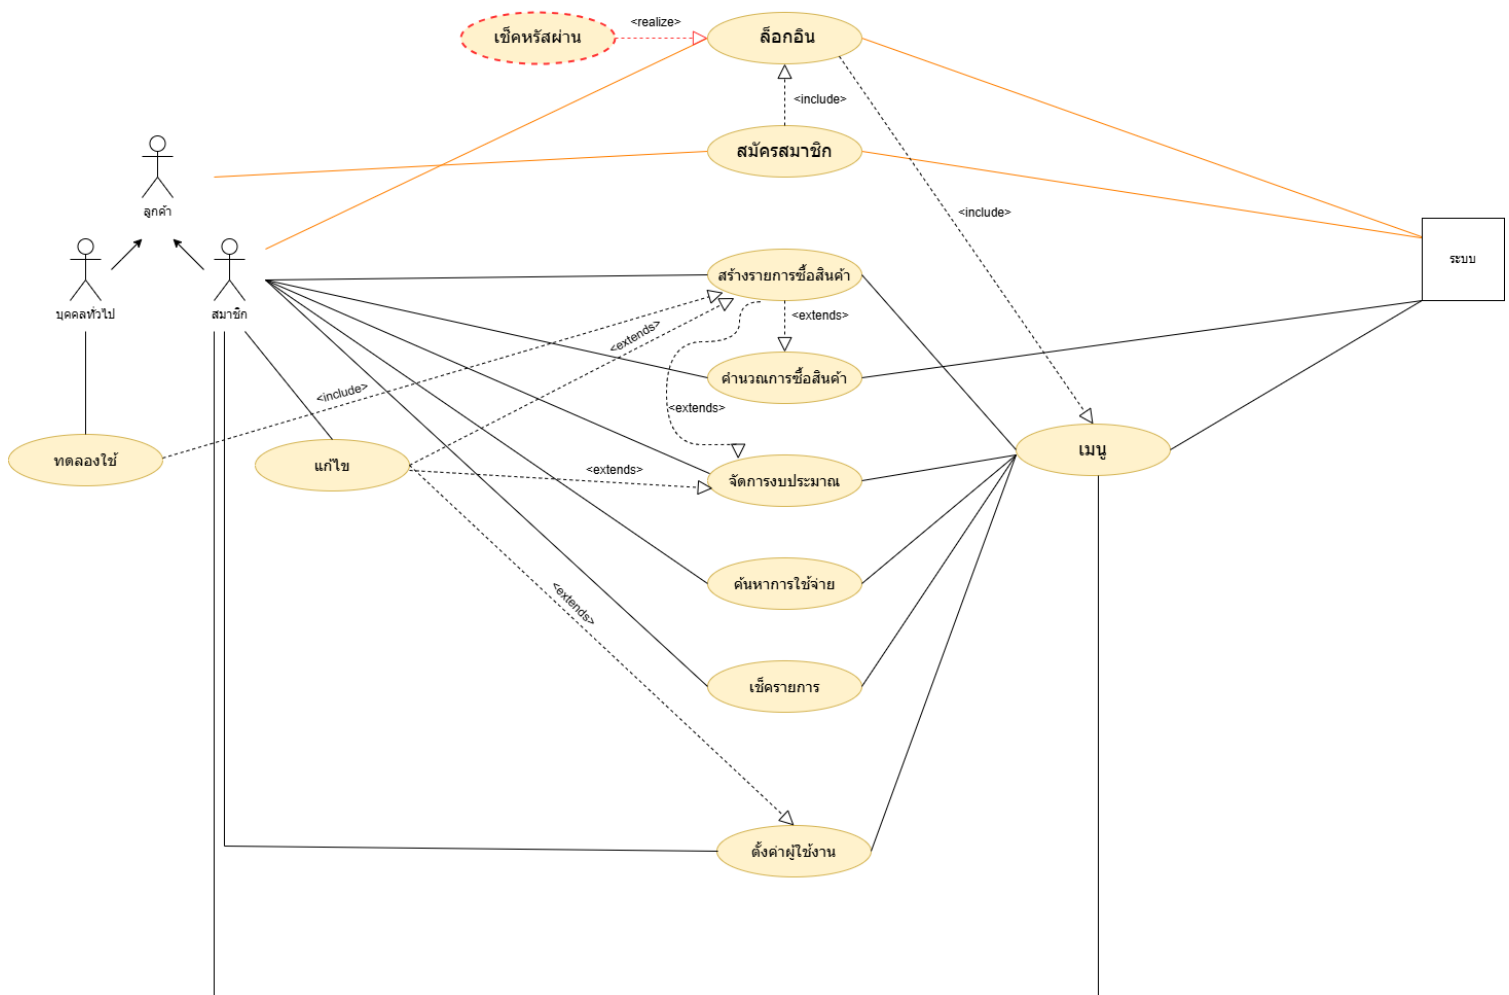 <realize>
เช็คหรัสผ่าน
ล็อกอิน
<include>
สมัครสมาชิก
ลูกค้า
<include>
บุคคลทั่วไป
สมาชิก
สร้างรายการซื้อสินค้า
ระบบ
<extends>
<extends>
คำนวณการซื้อสินค้า
<include>
<extends>
ทดลองใช้
แก้ไข
<extends>
จัดการงบประมาณ
เมนู
ค้นหาการใช้จ่าย
<extends>
เช็ครายการ
ตั้งค่าผู้ใช้งาน